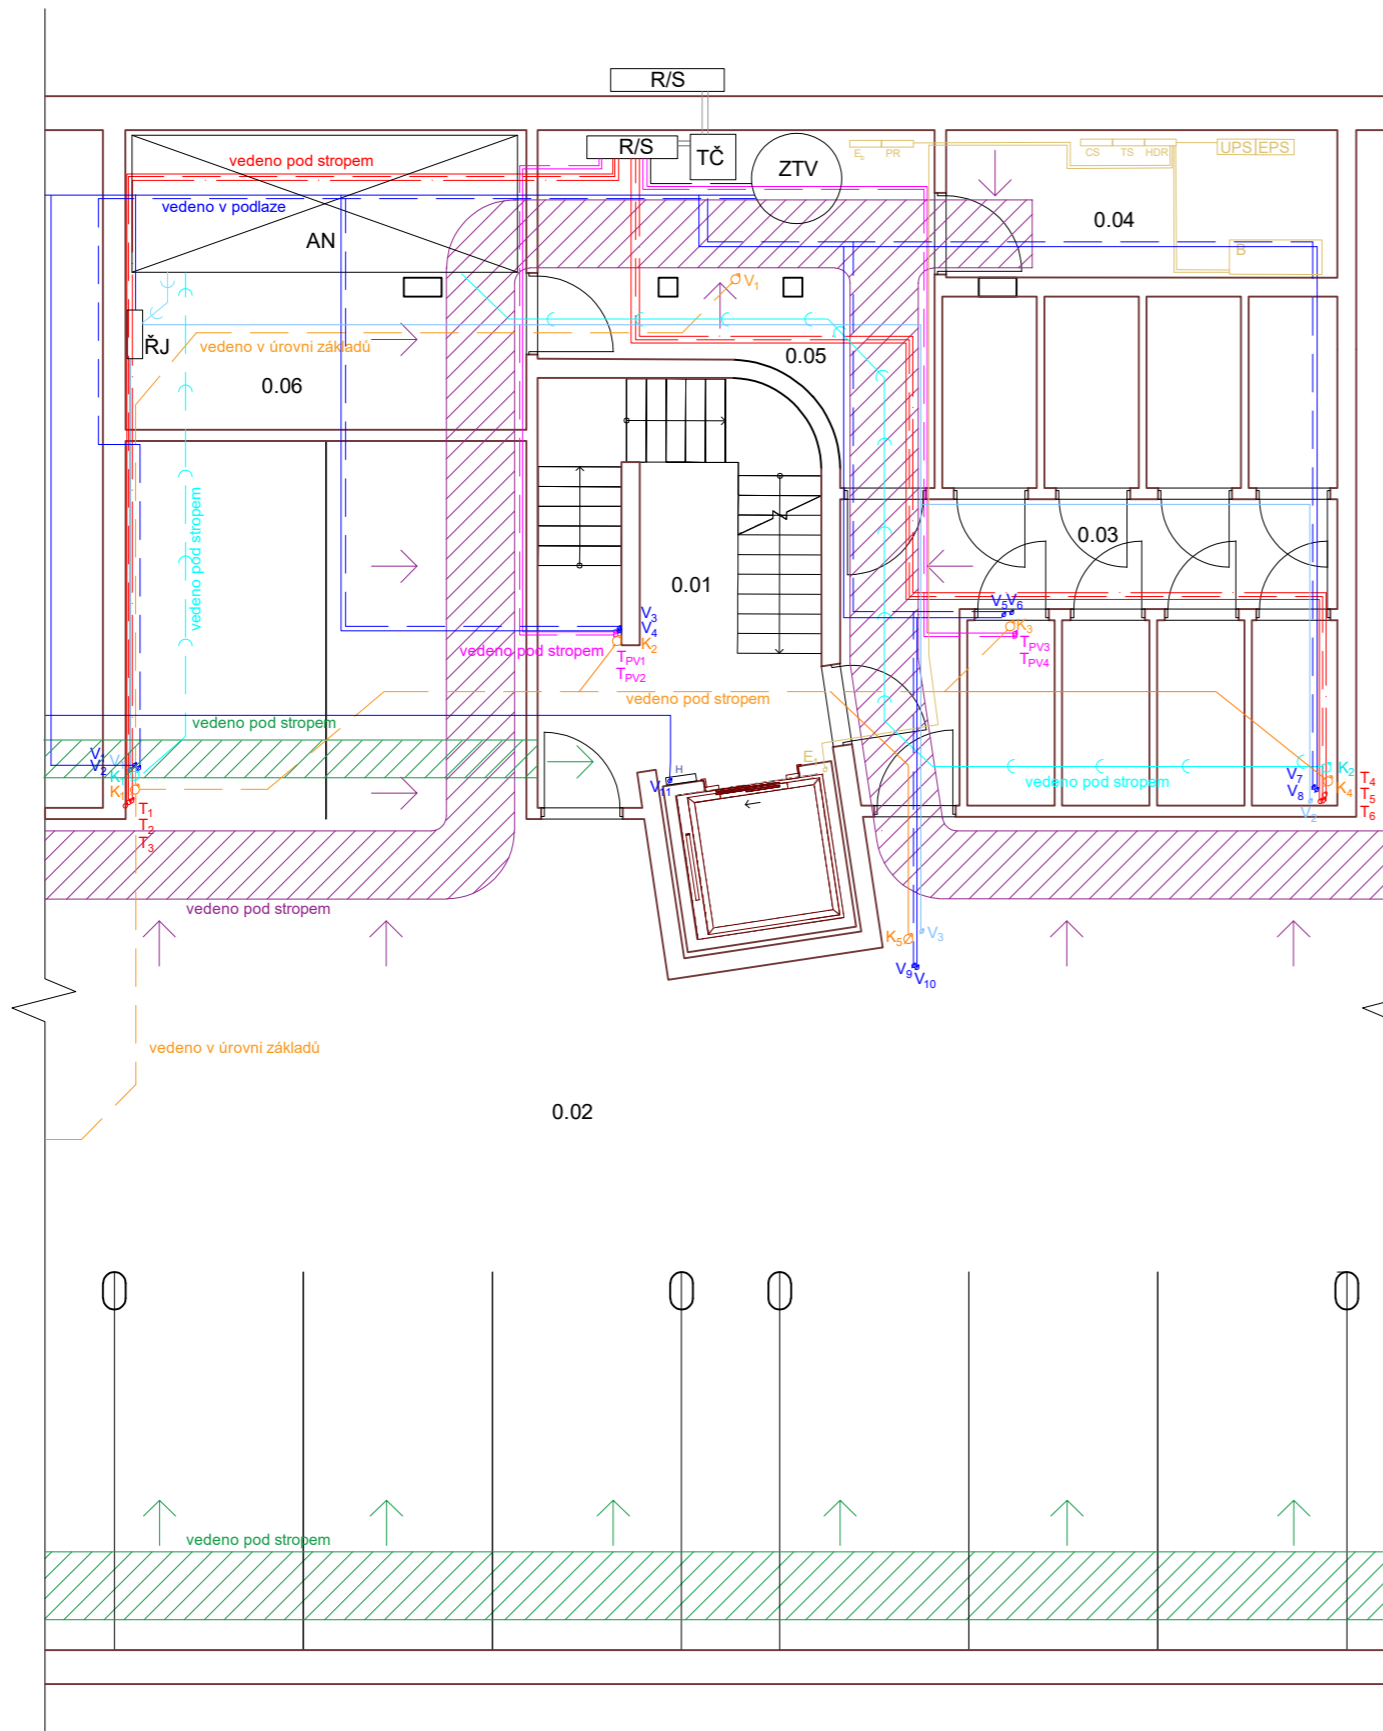 R/S
R/S
TČ
ZTV
vedeno pod stropem
E
PR
CS
TS
HDR
UPS
EPS
vedeno v podlaze
AN
0.04
B
V1
ŘJ
vedeno v úrovni základů
0.05
0.06
vedeno pod stropem
0.03
0.01
V3
V4
K2
vedeno pod stropem
TPV1
TPV2
V5
V6
K3
TPV3
TPV4
vedeno pod stropem
vedeno pod stropem
H
V11
V2
K1
K1
T1
T2
T3
vedeno pod stropem
K2
V7
V8
K4
V2
T4
T5
T6
vedeno pod stropem
K5
V3
V9
V10
vedeno v úrovni základů
0.02
vedeno pod stropem